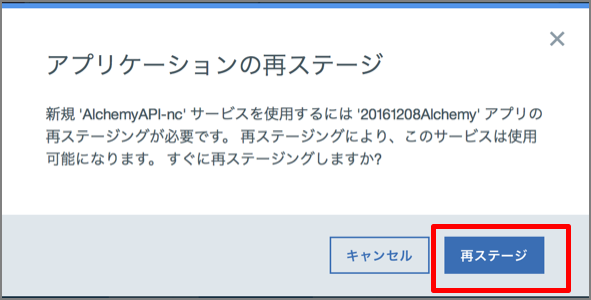 アプリケーションの再ステージ
新規 'AlchemyAPI-nc' サービスを使用するには '20161208Alchemy' アプリの
再ステージングが必要です。 再ステージングにより、このサービスは使用
可能になります。 すぐに再ステージングしますか?
キャンセル 再ステージ